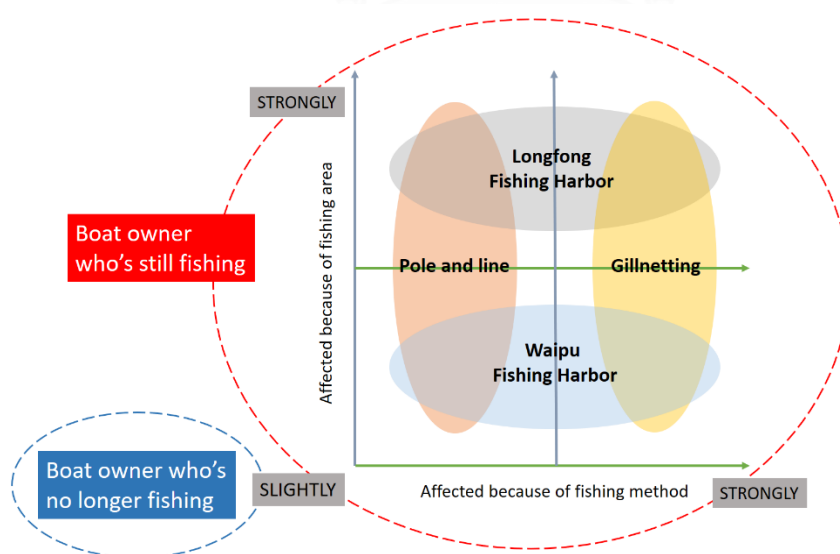 STRONGLY
Affected because of fishing area
Longfong
Fishing Harbor
Boat owner
who's still fishing
Pole and line
Gillnetting
Waipu
Fishing Harbor
Boat owner who's
no longer fishing
SLIGHTLY
Affected because of fishing method
STRONGLY